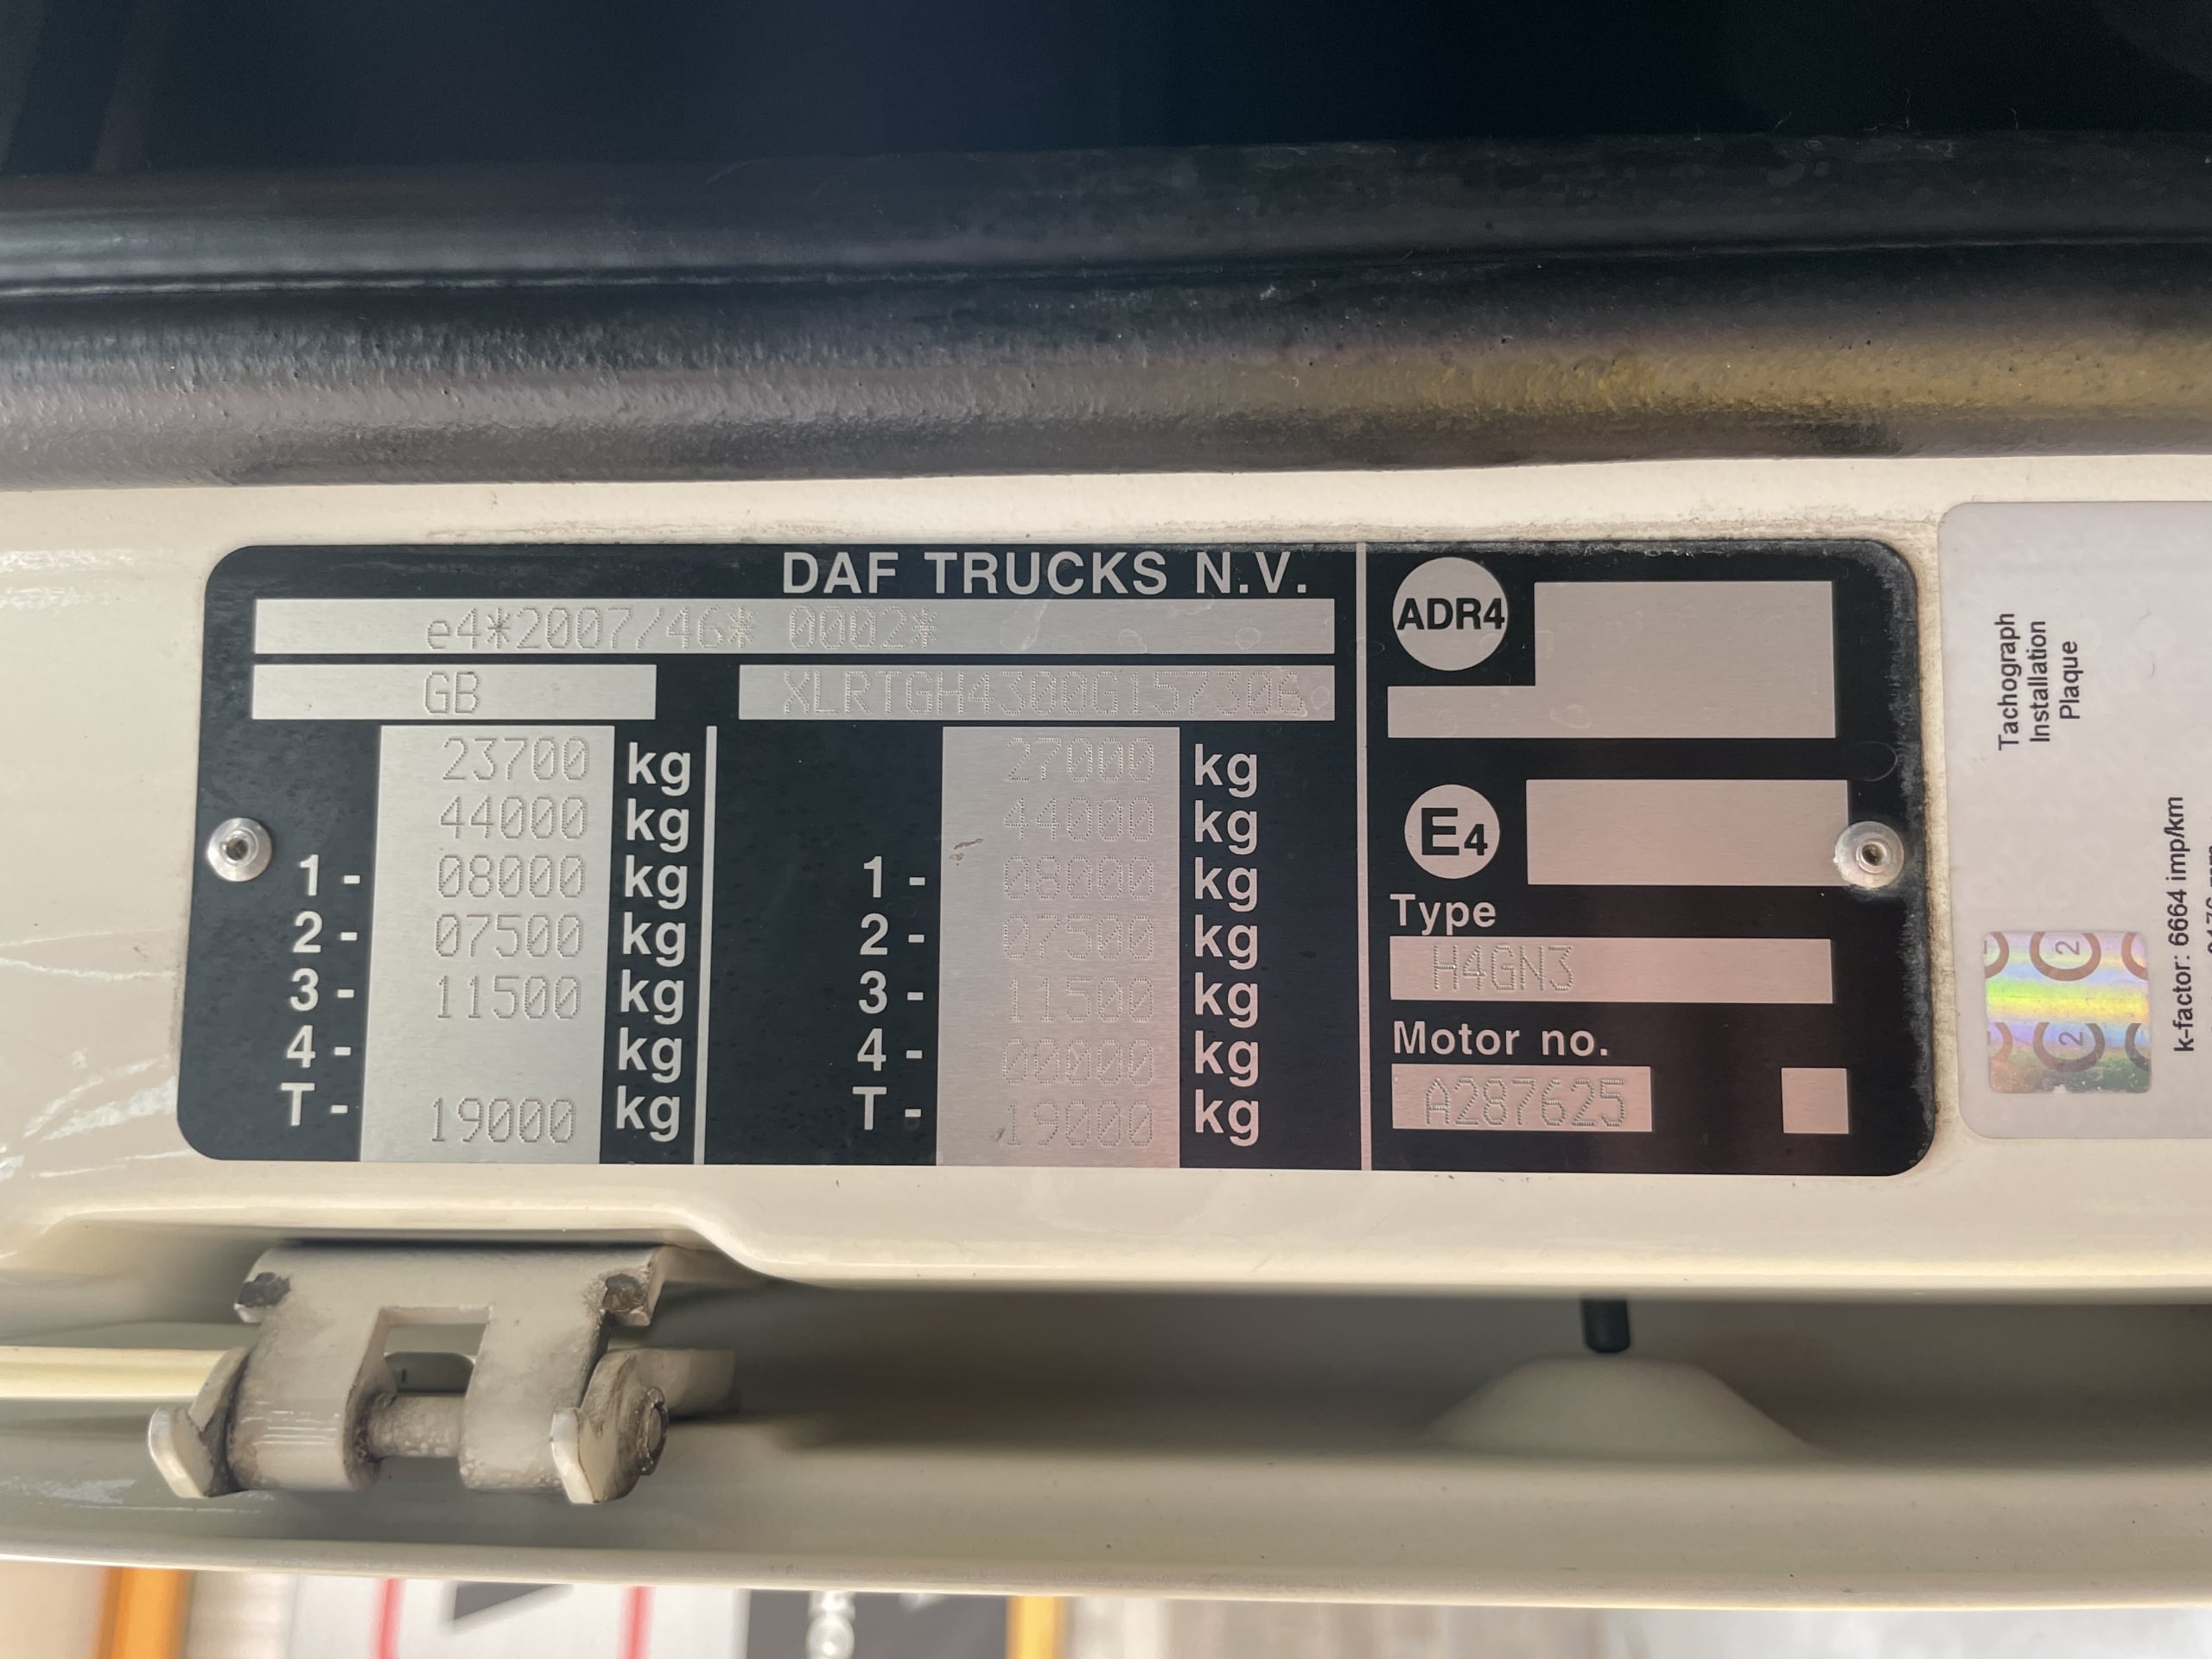 DAF TRUCKS N.V.
e4*2007/46* 0002*
GB XLRTGH4300G157306
23700 kg 27000 kg
44000 kg 44000 kg
1 - 08000 kg 1 - 08000 kg
2 - 07500 kg 2 - 07500 kg
3 - 11500 kg 3 - 11500 kg
4 - kg 4 - 00000 kg
T - 19000 kg T - 19000 kg
ADR4
E4
Type
H4GN3
Motor no.
A287625
Tachograph
Installation
Plaque
k-factor: 6664 imp/km
2
2